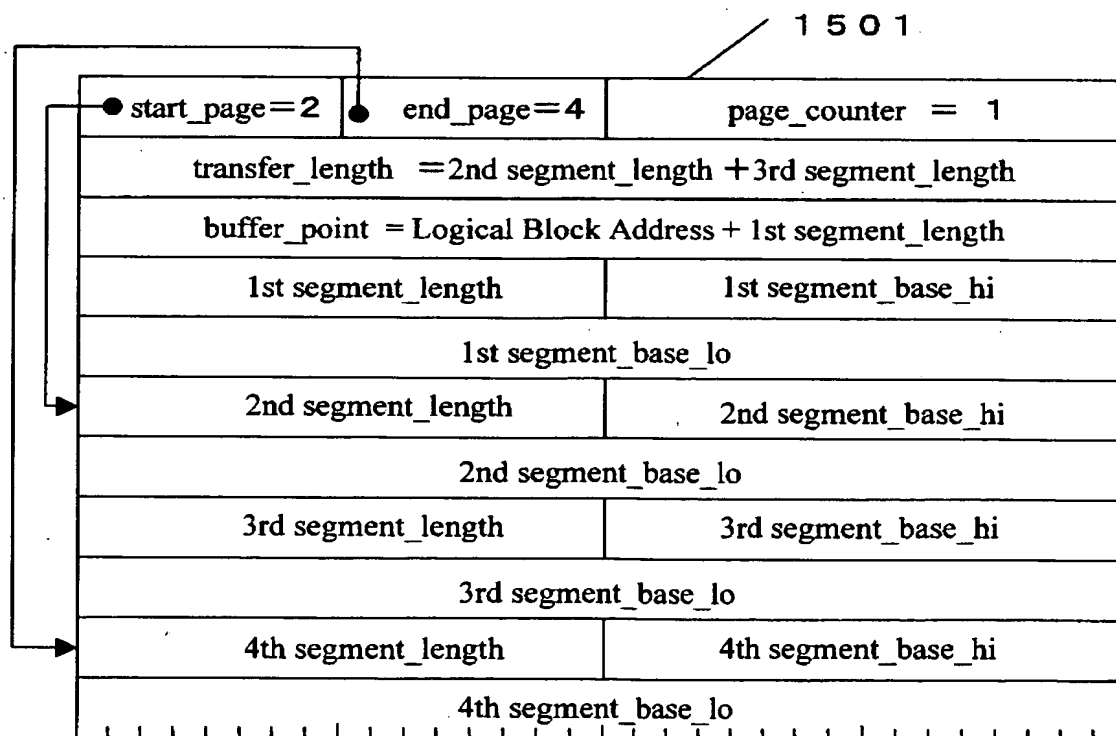 1501
start_page=2 end_page=4 page_counter = 1
transfer_length =2nd segment_length +3rd segment_length
buffer_point = Logical Block Address + 1st segment_length
1st segment_length 1st segment_base_hi
1st segment_base_lo
2nd segment_length 2nd segment_base_hi
2nd segment_base_lo
3rd segment_length 3rd segment_base_hi
3rd segment_base_lo
4th segment_length 4th segment_base_hi
4th segment_base_lo